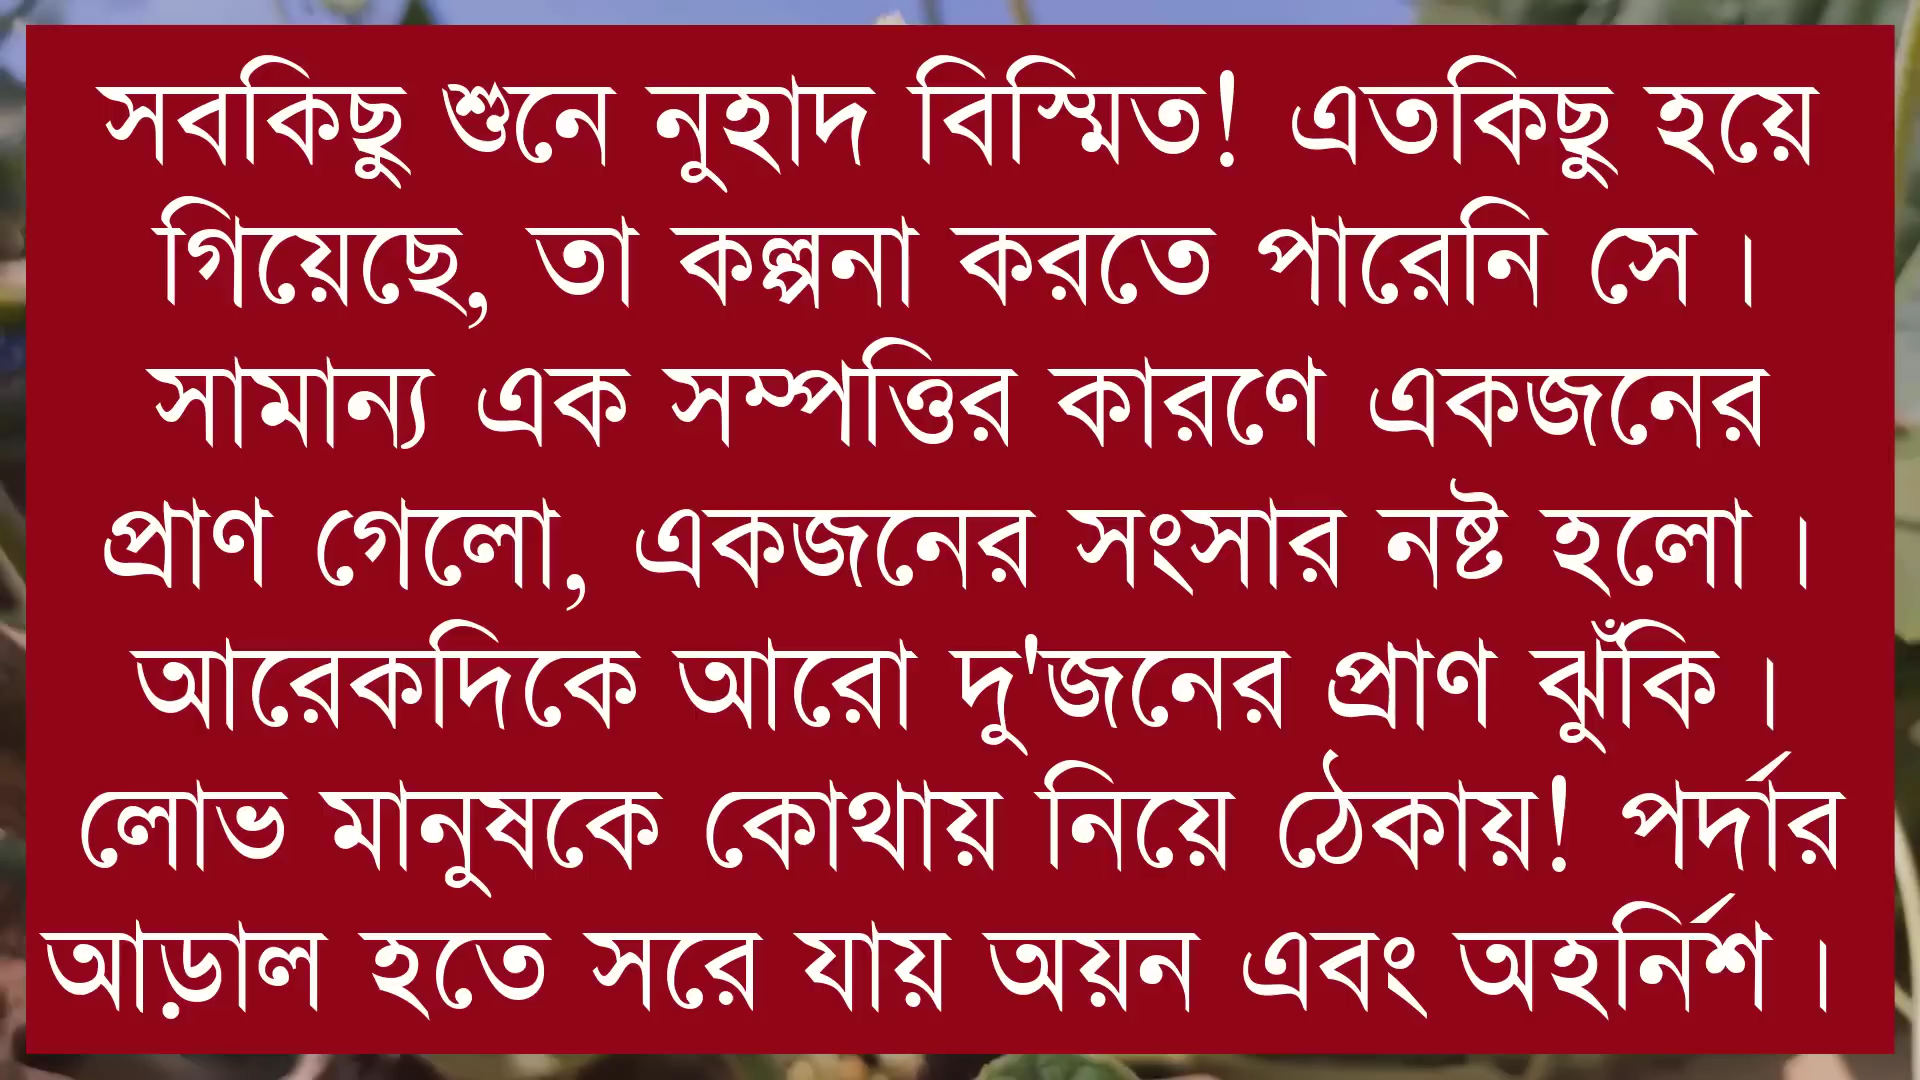 সবকিছু শুনে নুহাদ বিস্মিত! এতকিছু হয়ে
গিয়েছে, তা কল্পনা করতে পারেনি সে।
সামান্য এক সম্পত্তির কারণে একজনের
প্রাণ গেলো, একজনের সংসার নষ্ট হলো।
আরেকদিকে আরো দু'জনের প্রাণ ঝুঁকি।
লোভ মানুষকে কোথায় নিয়ে ঠেকায়! পর্দার
আড়াল হতে সরে যায় অয়ন এবং অহর্নিশ।